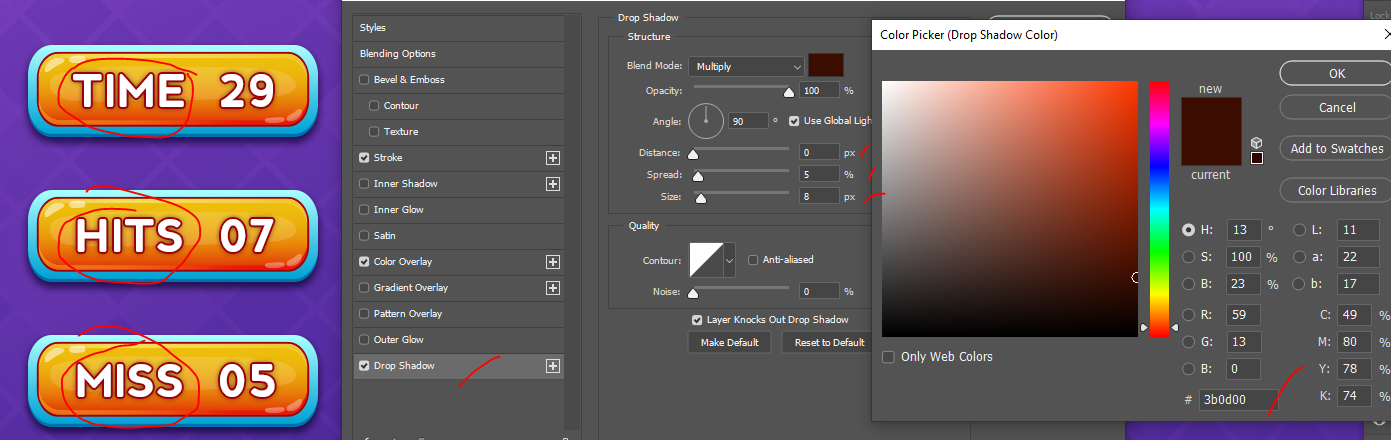 TIME 29
HITS 07
MISS 05
Styles
Blending Options
Bevel & Emboss
Contour
Texture
Stroke
Inner Shadow
Inner Glow
Satin
Color Overlay
Gradient Overlay
Pattern Overlay
Outer Glow
Drop Shadow
Drop Shadow
Structure
Blend Mode: Multiply
Opacity: 100 %
Angle: 90 ° Use Global Ligh
Distance: 0 px
Spread: 5 %
Size: 8 px
Quality
Contour: Anti-aliased
Noise: 0 %
Layer Knocks Out Drop Shadow
Make Default Reset to Default
Color Picker (Drop Shadow Color)
new
current
OK
Cancel
Add to Swatches
Color Libraries
H: 13 ° L: 11
S: 100 % a: 22
B: 23 % b: 17
R: 59 C: 49 %
G: 13 M: 80 %
B: 0 Y: 78 %
# 3b0d00 K: 74 %
Only Web Colors
Lock